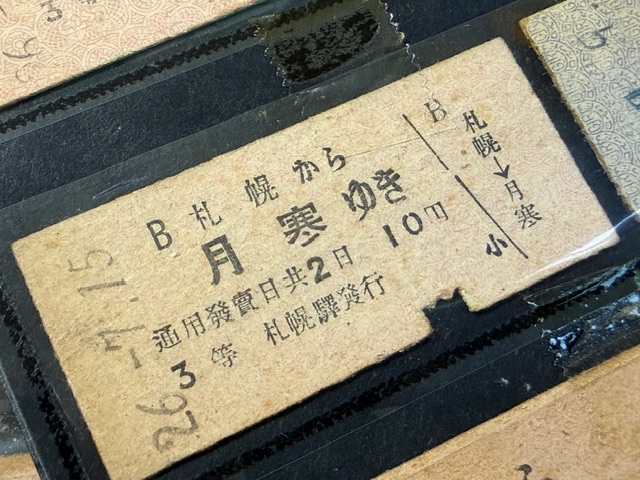 26.-7.15
B 札幌から
月寒ゆき
通用發賣日共2日 10円
3等 札幌驛發行
B
札幌→月寒
小